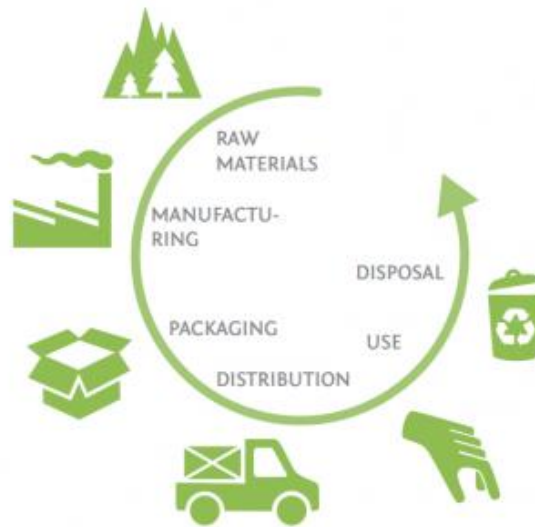 RAW
MATERIALS
MANUFACTU-
RING
PACKAGING
DISTRIBUTION
USE
DISPOSAL